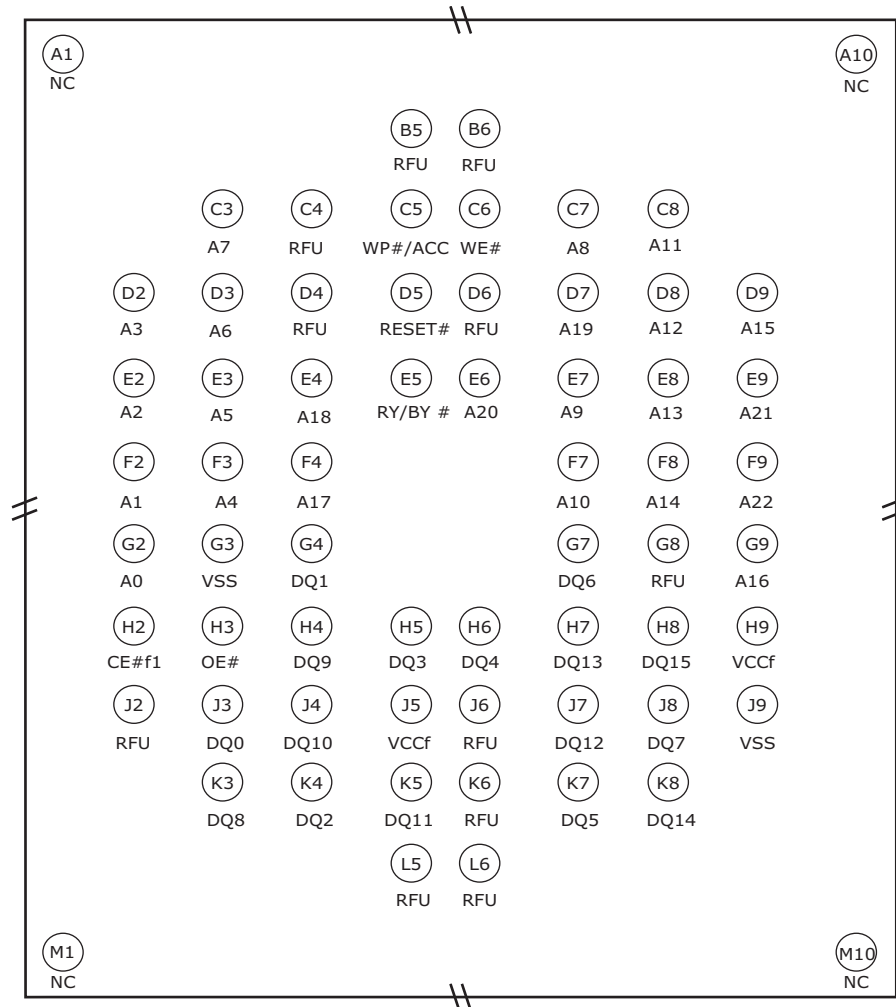 A1 A10
NC NC
B5 B6
RFU RFU
C3 C4 C5 C6 C7 C8
A7 RFU WP#/ACC WE# A8 A11
D2 D3 D4 D5 D6 D7 D8 D9
A3 A6 RFU RESET# RFU A19 A12 A15
E2 E3 E4 E5 E6 E7 E8 E9
A2 A5 A18 RY/BY # A20 A9 A13 A21
F2 F3 F4 F7 F8 F9
A1 A4 A17 A10 A14 A22
G2 G3 G4 G7 G8 G9
A0 VSS DQ1 DQ6 RFU A16
H2 H3 H4 H5 H6 H7 H8 H9
CE#f1 OE# DQ9 DQ3 DQ4 DQ13 DQ15 VCCf
J2 J3 J4 J5 J6 J7 J8 J9
RFU DQ0 DQ10 VCCf RFU DQ12 DQ7 VSS
K3 K4 K5 K6 K7 K8
DQ8 DQ2 DQ11 RFU DQ5 DQ14
L5 L6
RFU RFU
M1 M10
NC NC